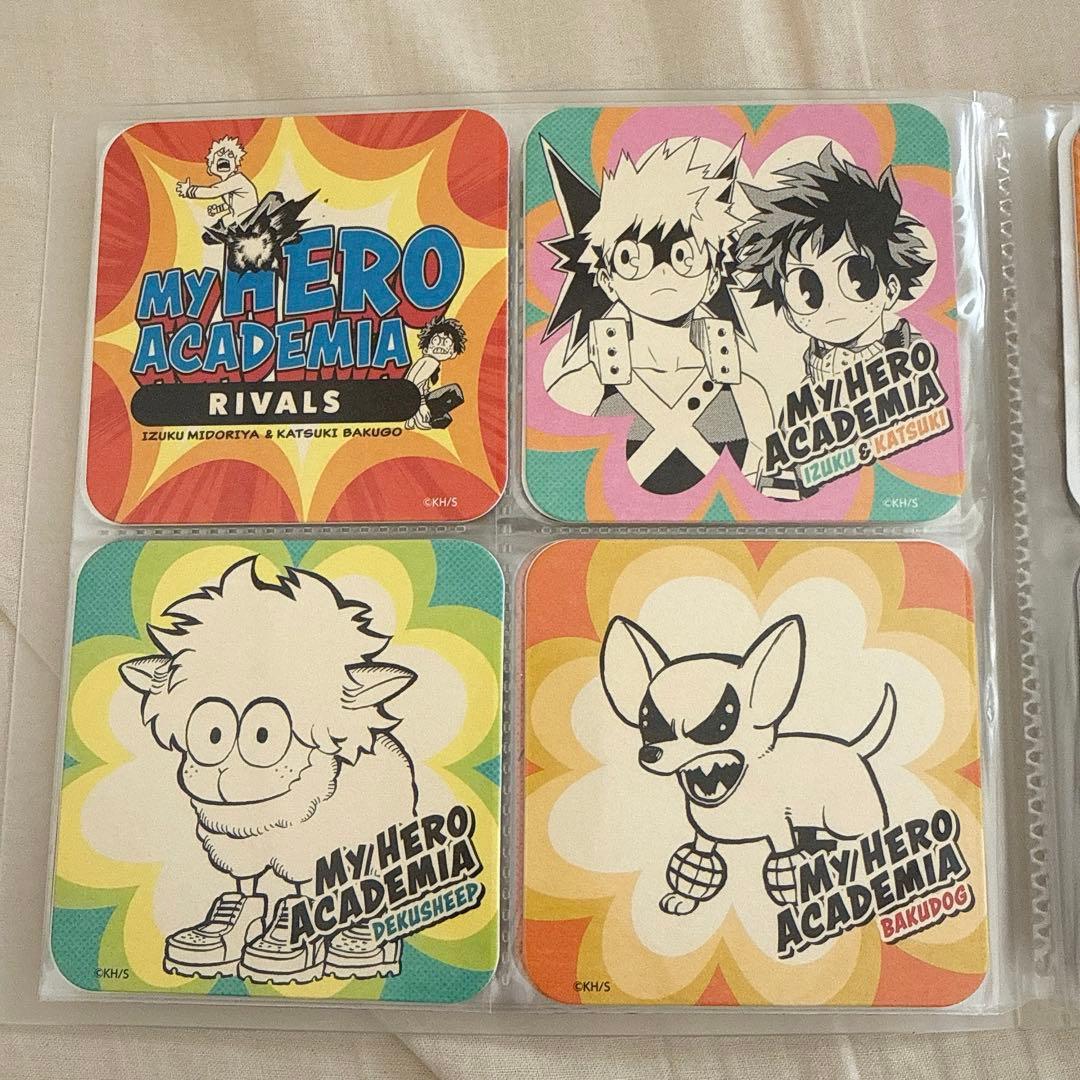 MY HERO
ACADEMIA
RIVALS
IZUKU MIDORIYA & KATSUKI BAKUGO
©KH/S
MY HERO
ACADEMIA
IZUKU & KATSUKI
©KH/S
MY HERO
ACADEMIA
DEKUSHEEP
©KH/S
MY HERO
ACADEMIA
BAKUDOG
©KH/S